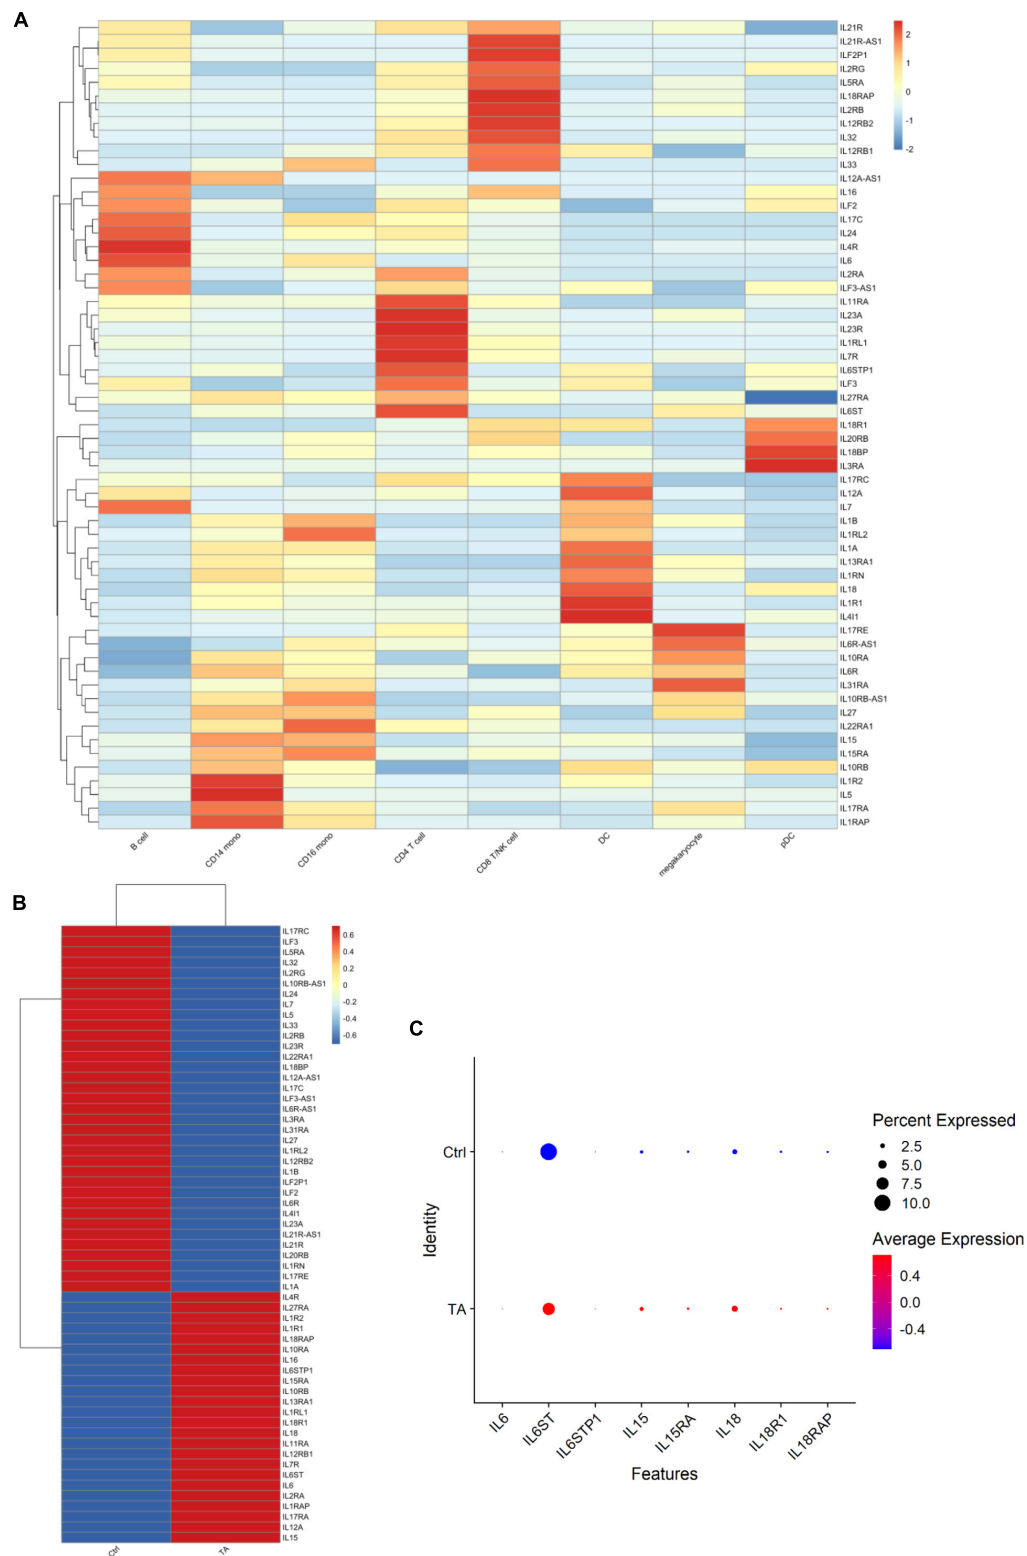 A
IL21R
IL21R-AS1
ILF2P1
IL2RG
IL5RA
IL18RAP
IL2RB
IL12RB2
IL32
IL12RB1
IL33
IL12A-AS1
IL16
ILF2
IL17C
IL24
IL4R
IL6
IL2RA
ILF3-AS1
IL11RA
IL23A
IL23R
IL1RL1
IL7R
IL6STP1
ILF3
IL27RA
IL6ST
IL18R1
IL20RB
IL18BP
IL3RA
IL17RC
IL12A
IL7
IL1B
IL1RL2
IL1A
IL13RA1
IL1RN
IL18
IL1R1
IL4I1
IL17RE
IL6R-AS1
IL10RA
IL6R
IL31RA
IL10RB-AS1
IL27
IL22RA1
IL15
IL15RA
IL10RB
IL1R2
IL5
IL17RA
IL1RAP
2
1
0
-1
-2
B cell
CD14 mono
CD16 mono
CD4 T cell
CD8 T/NK cell
DC
megakaryocyte
pDC
B
IL17RC
ILF3
IL5RA
IL32
IL2RG
IL10RB-AS1
IL24
IL7
IL5
IL33
IL2RB
IL23R
IL22RA1
IL18BP
IL12A-AS1
IL17C
ILF3-AS1
IL6R-AS1
IL3RA
IL31RA
IL27
IL1RL2
IL12RB2
IL1B
ILF2P1
ILF2
IL6R
IL4I1
IL23A
IL21R-AS1
IL21R
IL20RB
IL1RN
IL17RE
IL1A
IL4R
IL27RA
IL1R2
IL1R1
IL18RAP
IL10RA
IL16
IL6STP1
IL15RA
IL10RB
IL13RA1
IL1RL1
IL18R1
IL18
IL11RA
IL12RB1
IL7R
IL6ST
IL6
IL2RA
IL1RAP
IL17RA
IL12A
IL15
0.6
0.4
0.2
0
-0.2
-0.4
-0.6
Ctrl
TA
C
Identity
Ctrl
TA
IL6
IL6ST
IL6STP1
IL15
IL15RA
IL18
IL18R1
IL18RAP
Features
Percent Expressed
2.5
5.0
7.5
10.0
Average Expression
0.4
0.0
-0.4